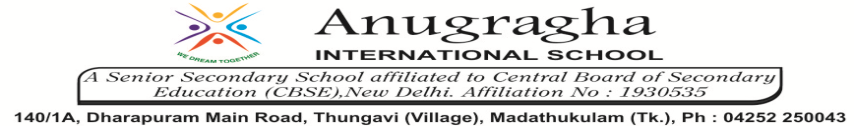 Anugragha
WE DREAM TOGETHER
INTERNATIONAL SCHOOL
A Senior Secondary School affiliated to Central Board of Secondary
Education (CBSE),New Delhi. Affiliation No : 1930535
140/1A, Dharapuram Main Road, Thungavi (Village), Madathukulam (Tk.), Ph : 04252 250043